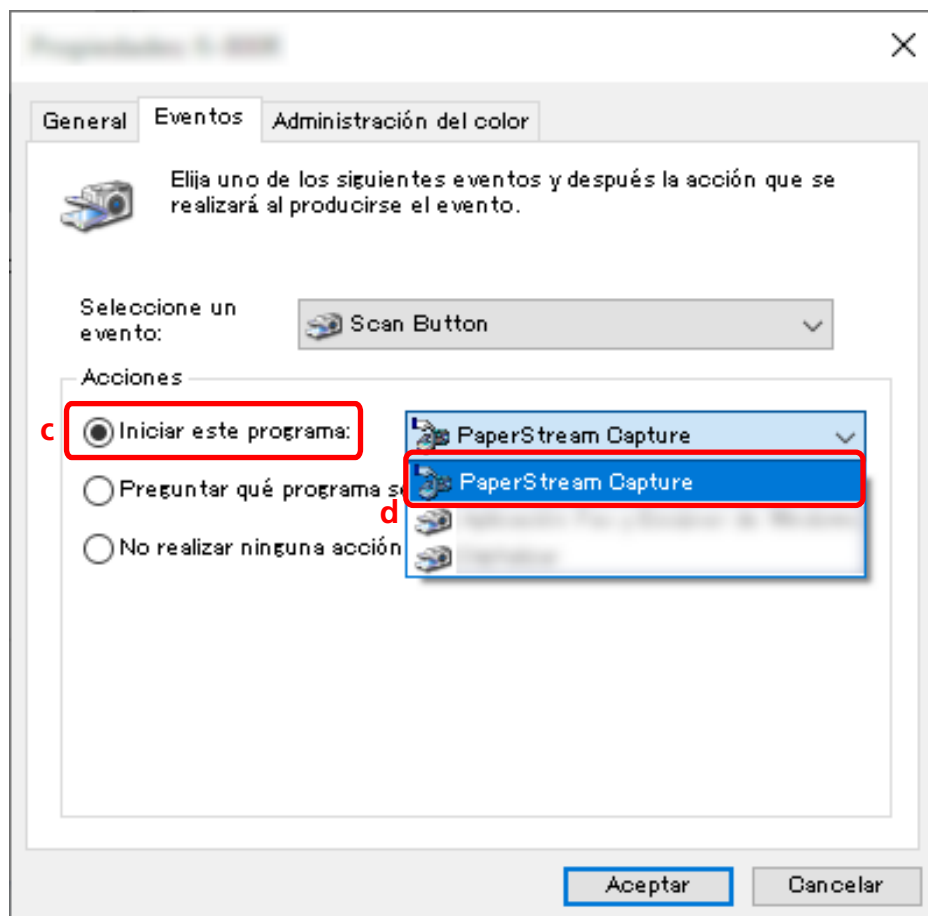 General
Eventos
Administración del color
Elija uno de los siguientes eventos y después la acción que se
realizará al producirse el evento.
Seleccione un
evento:
Scan Button
Acciones
c
Iniciar este programa:
PaperStream Capture
PaperStream Capture
Preguntar qué programa
d
No realizar ninguna acción
Aceptar
Cancelar